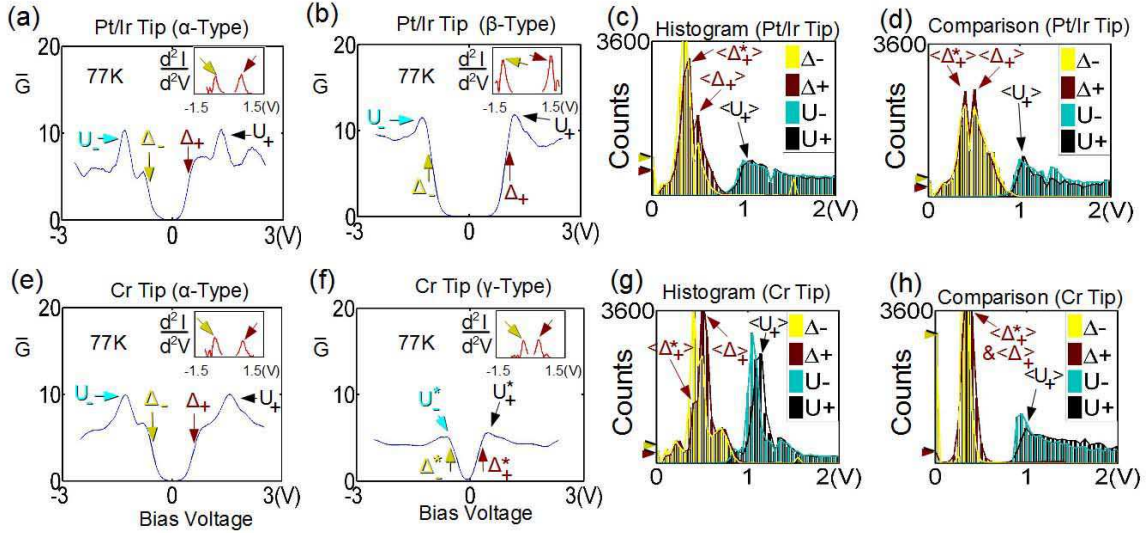 (a) Pt/Ir Tip (α-Type)
20
G̅
77K
d²I
d²V
-1.5
1.5(V)
U₋
Δ₋
Δ₊
U₊
10
0
-3
0
3(V)
(b) Pt/Ir Tip (β-Type)
20
G̅
77K
d²I
d²V
-1.5
1.5(V)
U₋
U₊
10
Δ₋
Δ₊
0
-3
0
3(V)
(c) Histogram (Pt/Ir Tip)
3600
Counts
<Δ*₊>
<Δ₊>
<U₊>
Δ-
Δ+
U-
U+
0
1
2(V)
(d) Comparison (Pt/Ir Tip)
3600
Counts
<Δ*₊> <Δ₊>
<U₊>
Δ-
Δ+
U-
U+
0
1
2(V)
(e) Cr Tip (α-Type)
20
G̅
77K
d²I
d²V
-1.5
1.5(V)
U₋
Δ₋
Δ₊
U₊
10
0
-3
0
3(V)
Bias Voltage
(f) Cr Tip (γ-Type)
20
G̅
77K
d²I
d²V
-1.5
1.5(V)
10
U*₋
U*₊
Δ*₋
Δ*₊
0
-3
0
3(V)
Bias Voltage
(g) Histogram (Cr Tip)
3600
Counts
<Δ*₊>
<Δ₊>
<U₊>
Δ-
Δ+
U-
U+
0
1
2(V)
(h) Comparison (Cr Tip)
3600
Counts
<Δ*₊>
&<Δ₊>
<U₊>
Δ-
Δ+
U-
U+
0
1
2(V)